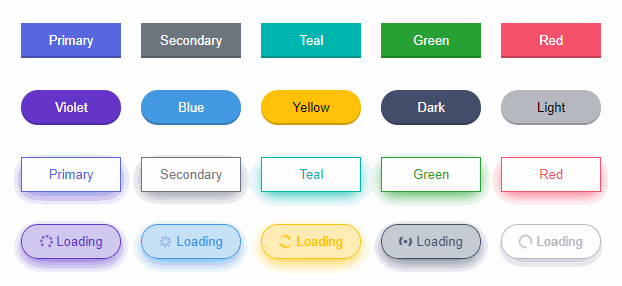 Primary Secondary Teal Green Red
Violet Blue Yellow Dark Light
Primary Secondary Teal Green Red
Loading Loading Loading Loading Loading